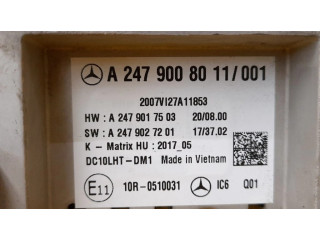 A 247 900 80 11/001
2007VI27A11853
HW : A 247 901 75 03 20/08.00
SW : A 247 902 72 01 17/37.02
K - Matrix HU : 2017_05
DC10LHT-DM1 Made in Vietnam
E11 10R-0510031 IC6 Q01